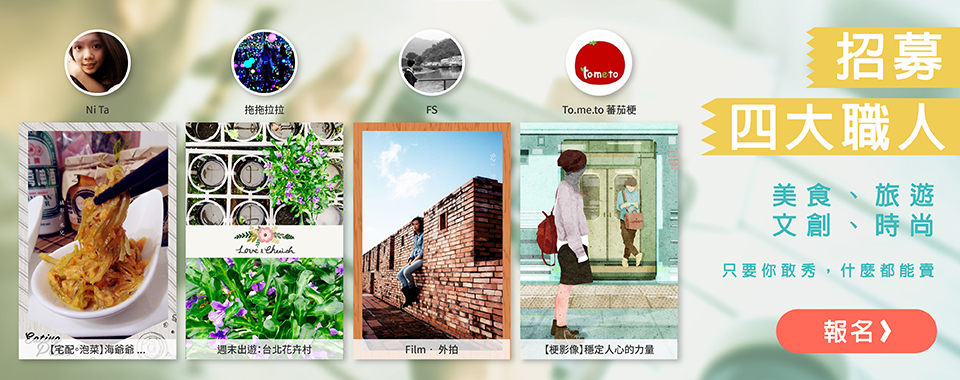 Ni Ta
拖拖拉拉
FS
tometo
To.me.to 蕃茄梗
Love & Cherish
【宅配◦泡菜】海爺爺 ...
週末出遊：台北花卉村
Film · 外拍
【梗影像】穩定人心的力量
招募
四大職人
美食、旅遊
文創、時尚
只要你敢秀，什麼都能賣
報名❯